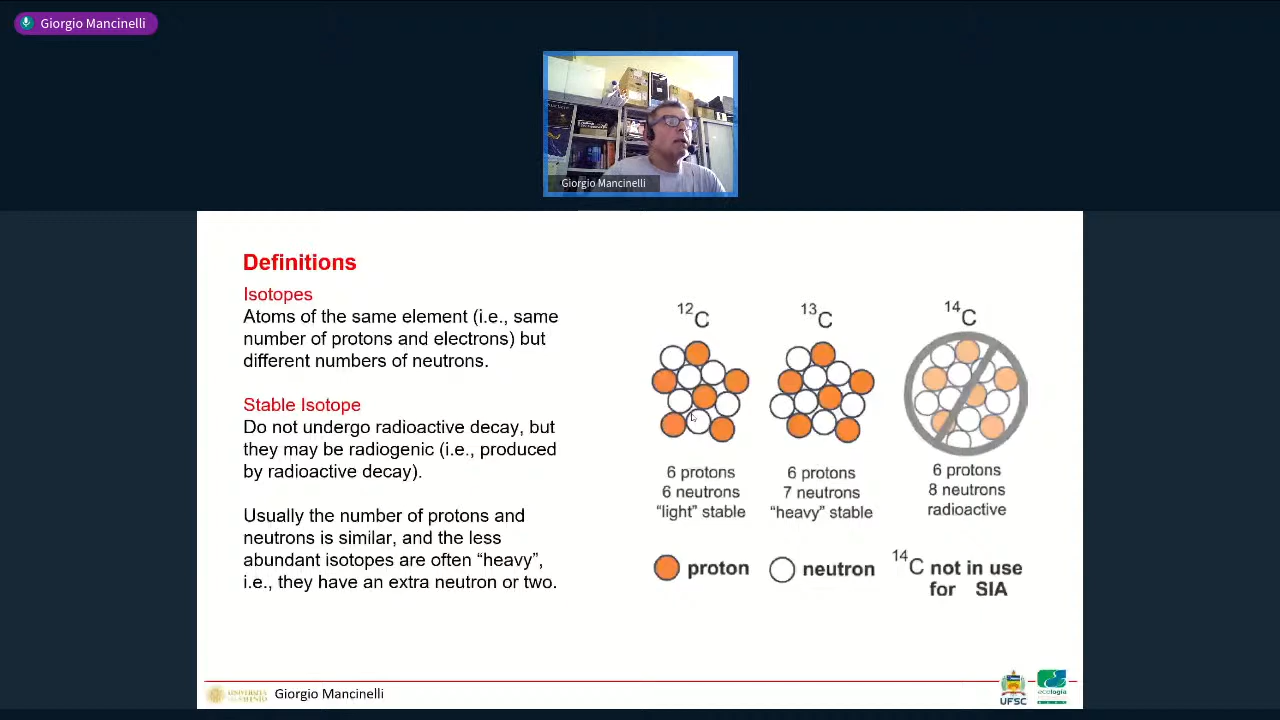 Giorgio Mancinelli
Giorgio Mancinelli
Definitions
Isotopes
Atoms of the same element (i.e., same
number of protons and electrons) but
different numbers of neutrons.
Stable Isotope
Do not undergo radioactive decay, but
they may be radiogenic (i.e., produced
by radioactive decay).
Usually the number of protons and
neutrons is similar, and the less
abundant isotopes are often “heavy”,
i.e., they have an extra neutron or two.
12C
13C
14C
6 protons
6 neutrons
“light” stable
6 protons
7 neutrons
“heavy” stable
6 protons
8 neutrons
radioactive
proton
neutron
14C not in use
for SIA
Giorgio Mancinelli
UFSC
ecologia